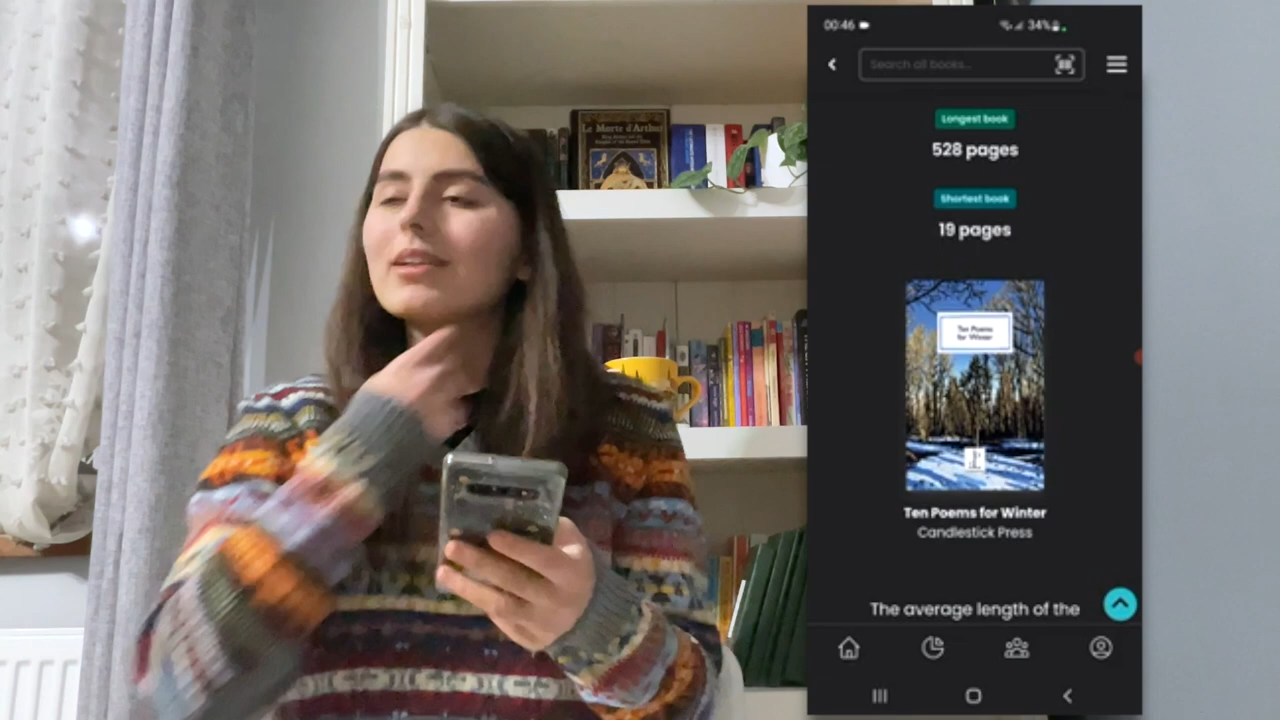 Le Morte d'Arthur
00:46
34%
Search all books...
Longest book
528 pages
Shortest book
19 pages
Ten Poems
for Winter
Ten Poems for Winter
Candlestick Press
The average length of the